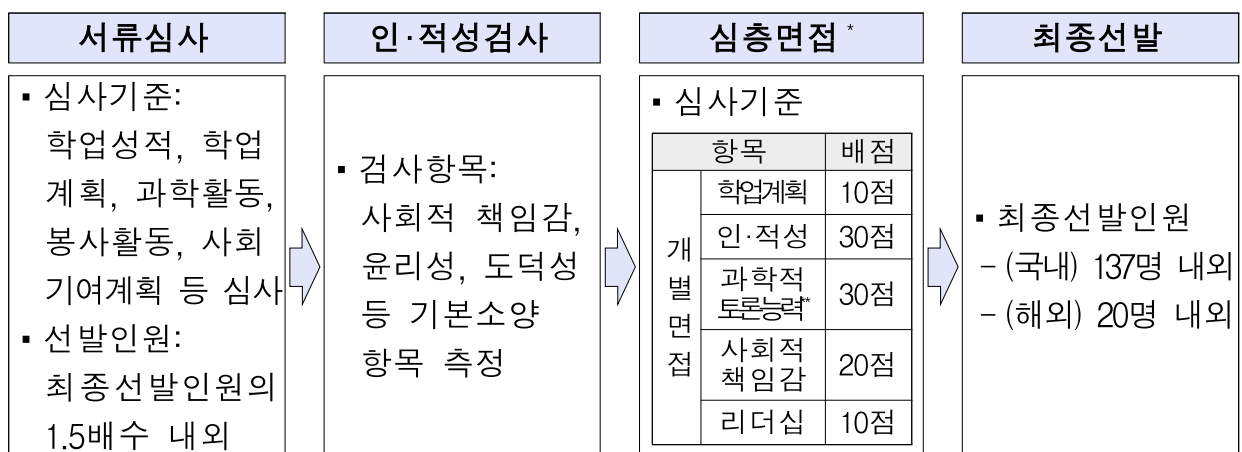 서류심사
▪ 심사기준:
학업성적, 학업
계획, 과학활동,
봉사활동, 사회
기여계획 등 심사
▪ 선발인원:
최종선발인원의
1.5배수 내외
인·적성검사
▪ 검사항목:
사회적 책임감,
윤리성, 도덕성
등 기본소양
항목 측정
심층면접*
▪ 심사기준
항목 배점
개별면접
학업계획 10점
인·적성 30점
과학적
토론능력** 30점
사회적
책임감 20점
리더십 10점
최종선발
▪ 최종선발인원
- (국내) 137명 내외
- (해외) 20명 내외